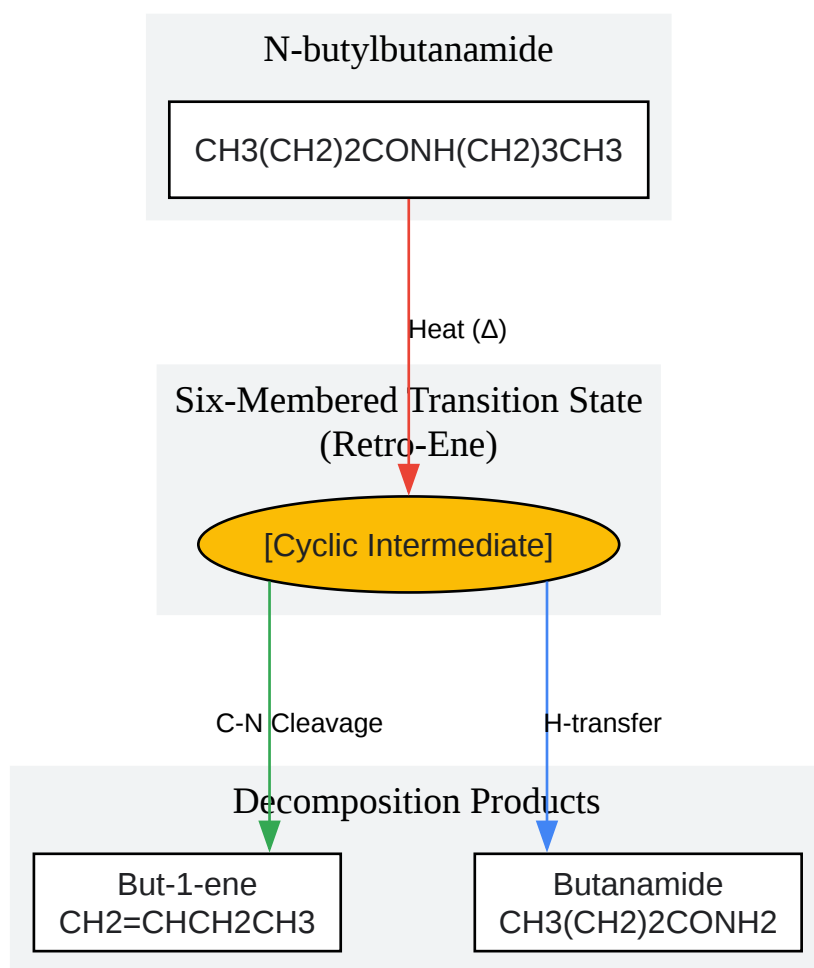 N-butylbutanamide
CH3(CH2)2CONH(CH2)3CH3
Heat (Δ)
Six-Membered Transition State
(Retro-Ene)
[Cyclic Intermediate]
C-N Cleavage
H-transfer
Decomposition Products
But-1-ene
CH2=CHCH2CH3
Butanamide
CH3(CH2)2CONH2